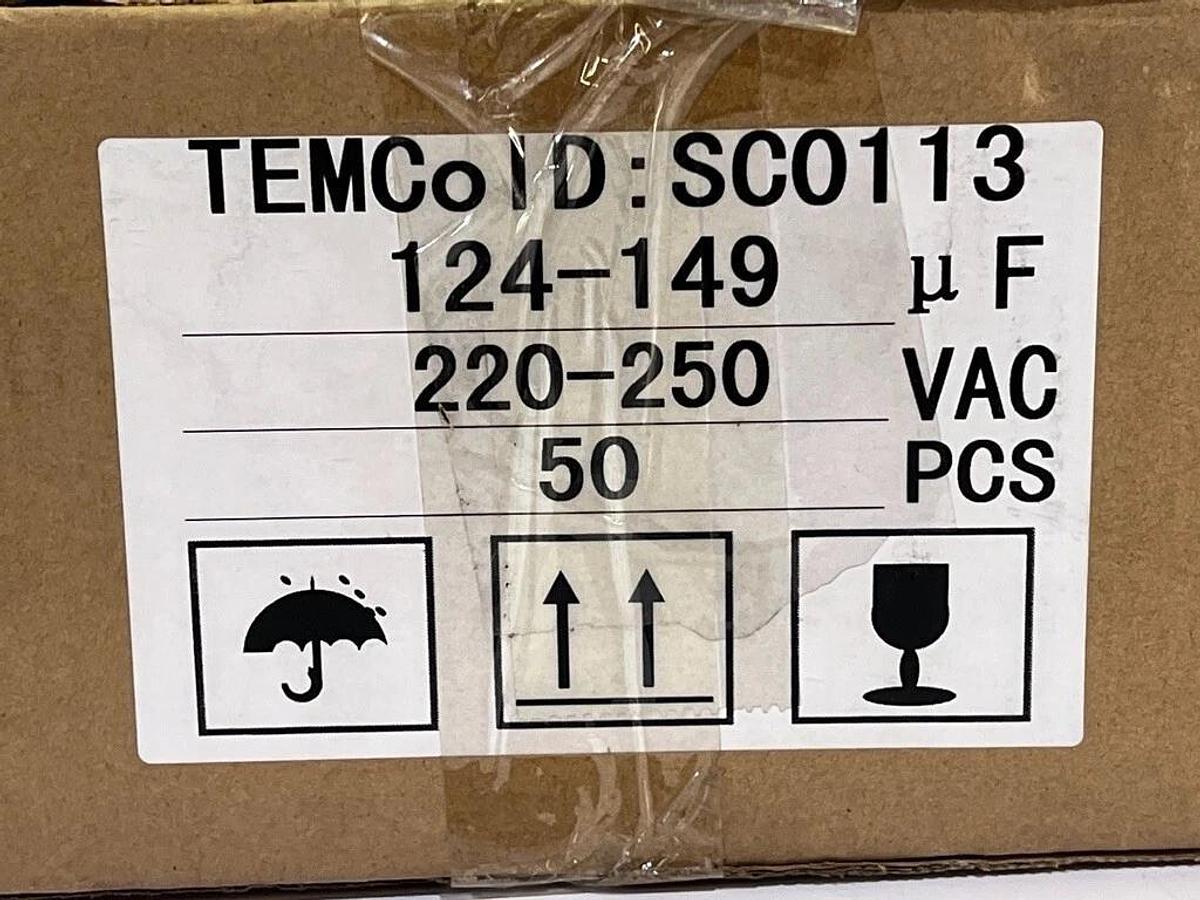 TEMCo ID:SC0113
124-149 μF
220-250 VAC
50 PCS